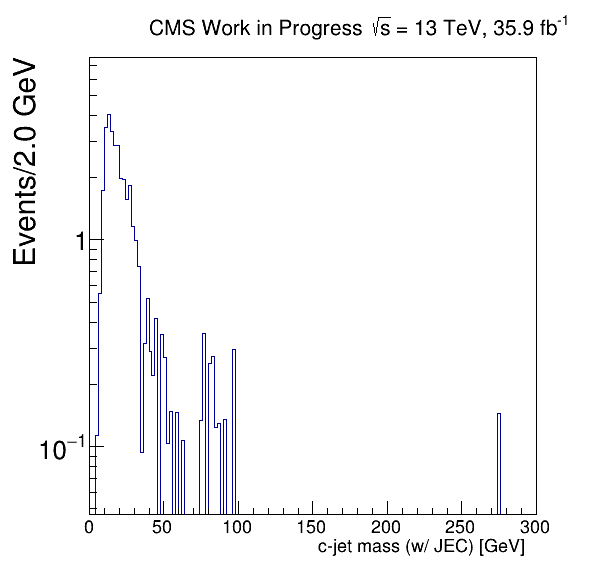 CMS Work in Progress √s = 13 TeV, 35.9 fb⁻¹
Events/2.0 GeV
1
10⁻¹
0 50 100 150 200 250 300
c-jet mass (w/ JEC) [GeV]